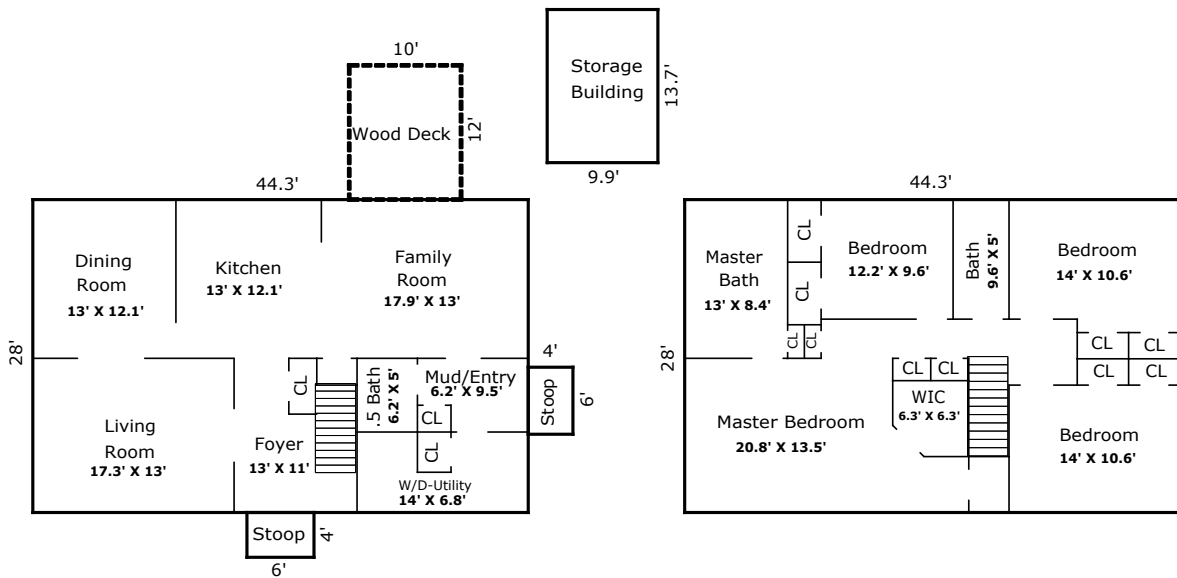 10'
Wood Deck
12'
Storage
Building
13.7'
9.9'
44.3'
28'
Dining
Room
13' X 12.1'
Kitchen
13' X 12.1'
Family
Room
17.9' X 13'
Living
Room
17.3' X 13'
CL
Foyer
13' X 11'
.5 Bath
6.2' X 5'
Mud/Entry
6.2' X 9.5'
CL
CL
W/D-Utility
14' X 6.8'
4'
Stoop
6'
Stoop
4'
6'
44.3'
28'
Master
Bath
13' X 8.4'
CL
CL
CL
CL
Bedroom
12.2' X 9.6'
Bath
9.6' X 5'
Bedroom
14' X 10.6'
CL
CL
CL
CL
Master Bedroom
20.8' X 13.5'
CL
CL
WIC
6.3' X 6.3'
Bedroom
14' X 10.6'